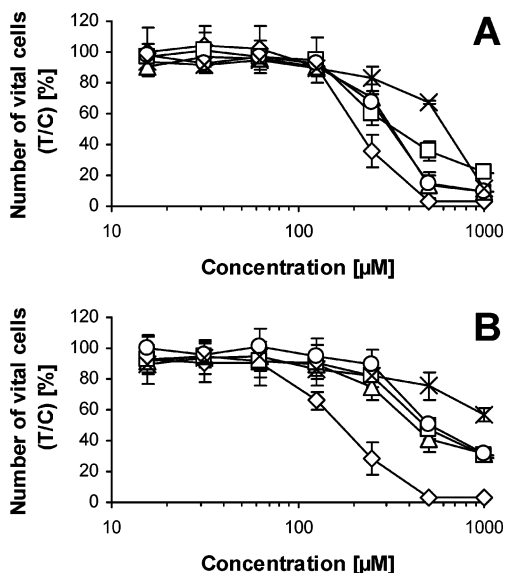 A
Number of vital cells
(T/C) [%]
120
100
80
60
40
20
0
10
100
1000
Concentration [µM]
B
Number of vital cells
(T/C) [%]
120
100
80
60
40
20
0
10
100
1000
Concentration [µM]